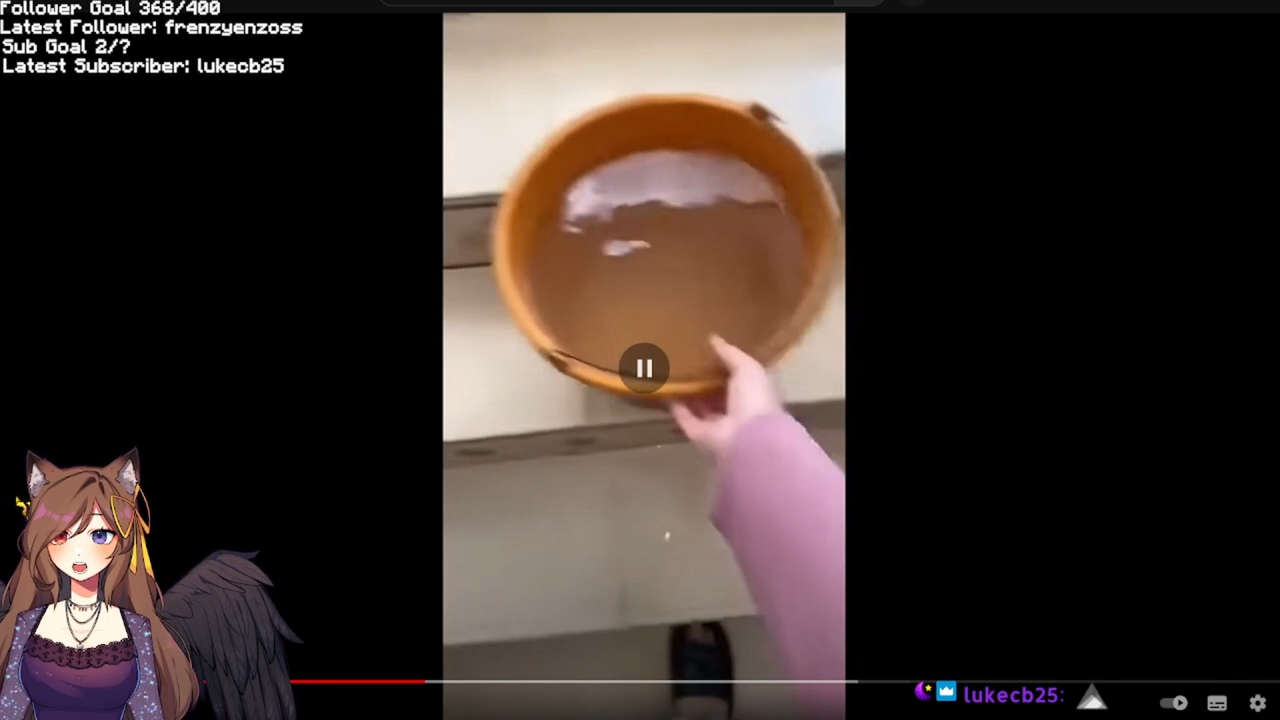 Follower Goal 368/400
Latest Follower: frenzyenzoss
Sub Goal 2/?
Latest Subscriber: lukecb25
lukecb25: